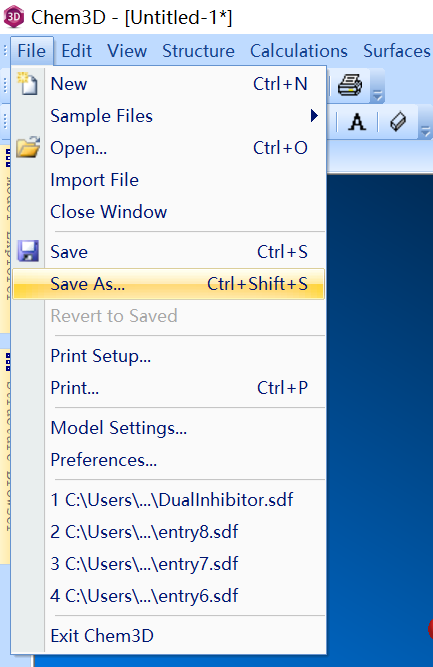 Chem3D - [Untitled-1*]
File Edit View Structure Calculations Surfaces
New Ctrl+N
Sample Files
Open... Ctrl+O
Import File
Close Window
Save Ctrl+S
Save As... Ctrl+Shift+S
Revert to Saved
Print Setup...
Print... Ctrl+P
Model Settings...
Preferences...
1 C:\Users\...\DualInhibitor.sdf
2 C:\Users\...\entry8.sdf
3 C:\Users\...\entry7.sdf
4 C:\Users\...\entry6.sdf
Exit Chem3D